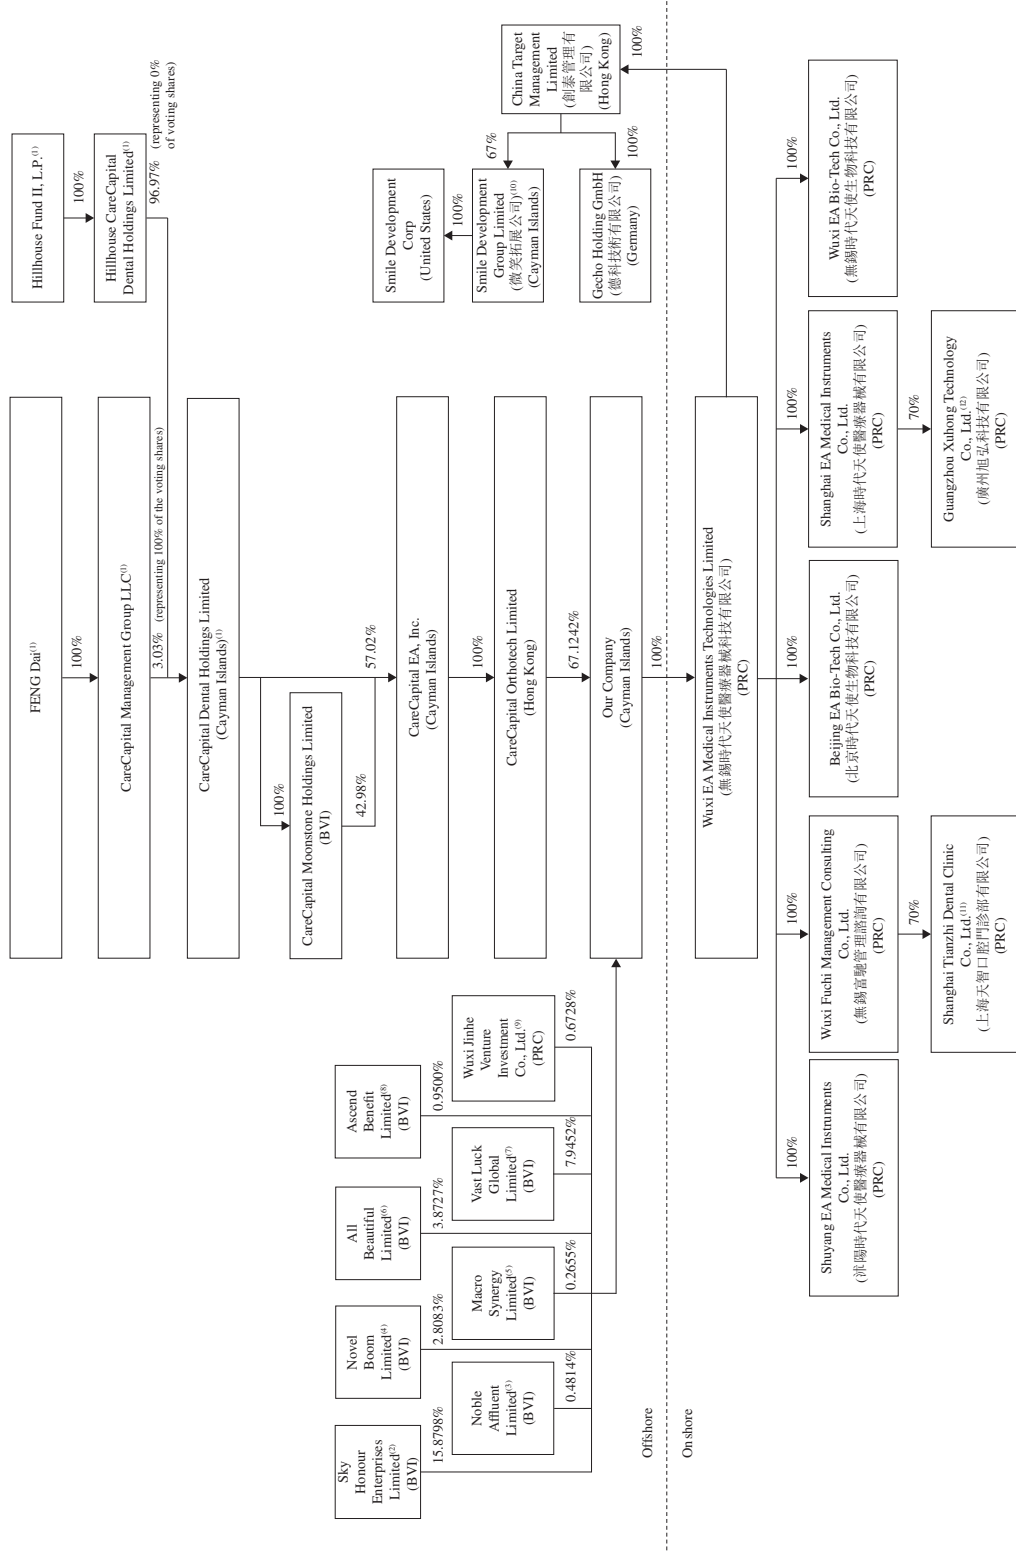 FENG Dai(1)
100%
CareCapital Management Group LLC(1)
3.03% (representing 100% of the voting shares)
Hillhouse Fund II, L.P.(1)
100%
Hillhouse CareCapital
Dental Holdings Limited(1)
96.97%
(representing 0%
of voting shares)
CareCapital Dental Holdings Limited
(Cayman Islands)(1)
100%
CareCapital Moonstone Holdings Limited
(BVI)
42.98%
57.02%
CareCapital EA, Inc.
(Cayman Islands)
100%
CareCapital Orthotech Limited
(Hong Kong)
67.1242%
Our Company
(Cayman Islands)
100%
Sky
Honour
Enterprises
Limited(2)
(BVI)
15.8798%
Noble
Affluent
Limited(3)
(BVI)
0.4814%
Novel
Boom
Limited(4)
(BVI)
2.8083%
Macro
Synergy
Limited(5)
(BVI)
0.2655%
All
Beautiful
Limited(6)
(BVI)
3.8727%
Vast Luck
Global
Limited(7)
(BVI)
7.9452%
Ascend
Benefit
Limited(8)
(BVI)
0.9500%
Wuxi Jinhe
Venture
Investment
Co., Ltd.(9)
(PRC)
0.6728%
Smile Development
Corp
(United States)
100%
Smile Development
Group Limited
(微笑拓展公司)(10)
(Cayman Islands)
67%
China Target
Management
Limited
(創泰管理有
限公司)
(Hong Kong)
100%
100%
Gecho Holding GmbH
(德科技術有限公司)
(Germany)
Offshore
Onshore
Wuxi EA Medical Instruments Technologies Limited
(無錫時代天使醫療器械科技有限公司)
(PRC)
100%
100%
100%
100%
100%
Shuyang EA Medical Instruments
Co., Ltd.
(沭陽時代天使醫療器械有限公司)
(PRC)
Wuxi Fuchi Management Consulting
Co., Ltd.
(無錫富馳管理諮詢有限公司)
(PRC)
Beijing EA Bio-Tech Co., Ltd.
(北京時代天使生物科技有限公司)
(PRC)
Shanghai EA Medical Instruments
Co., Ltd.
(上海時代天使醫療器械有限公司)
(PRC)
Wuxi EA Bio-Tech Co., Ltd.
(無錫時代天使生物科技有限公司)
(PRC)
70%
Shanghai Tianzhi Dental Clinic
Co., Ltd.(11)
(上海天智口腔門診部有限公司)
(PRC)
70%
Guangzhou Xuhong Technology
Co., Ltd.(12)
(廣州旭弘科技有限公司)
(PRC)